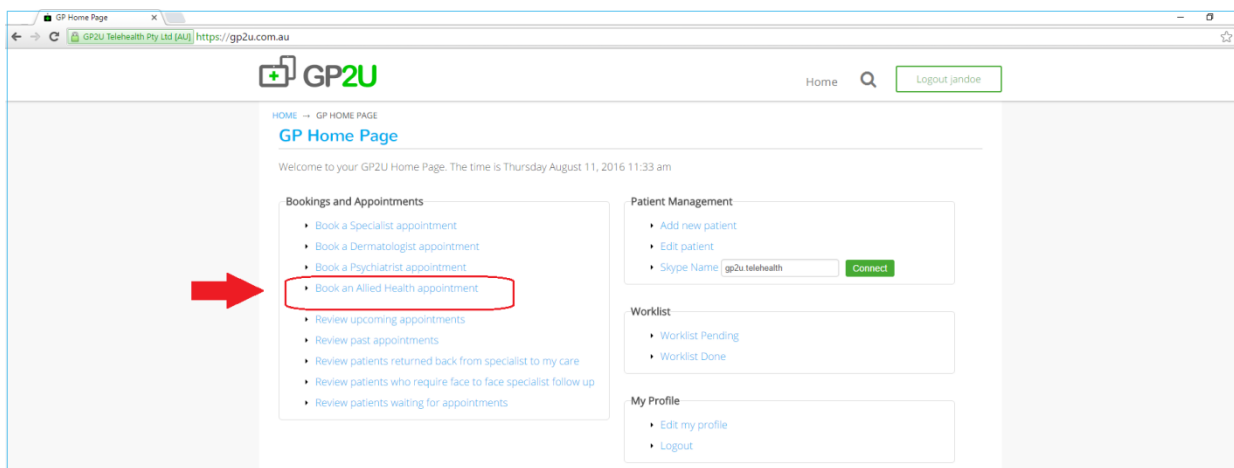 GP Home Page
GP2U Telehealth Pty Ltd [AU] https://gp2u.com.au
GP2U
Home
Logout jandoe
HOME → GP HOME PAGE
GP Home Page
Welcome to your GP2U Home Page. The time is Thursday August 11, 2016 11:33 am
Bookings and Appointments
Book a Specialist appointment
Book a Dermatologist appointment
Book a Psychiatrist appointment
Book an Allied Health appointment
Review upcoming appointments
Review past appointments
Review patients returned back from specialist to my care
Review patients who require face to face specialist follow up
Review patients waiting for appointments
Patient Management
Add new patient
Edit patient
Skype Name gp2u.telehealth Connect
Worklist
Worklist Pending
Worklist Done
My Profile
Edit my profile
Logout